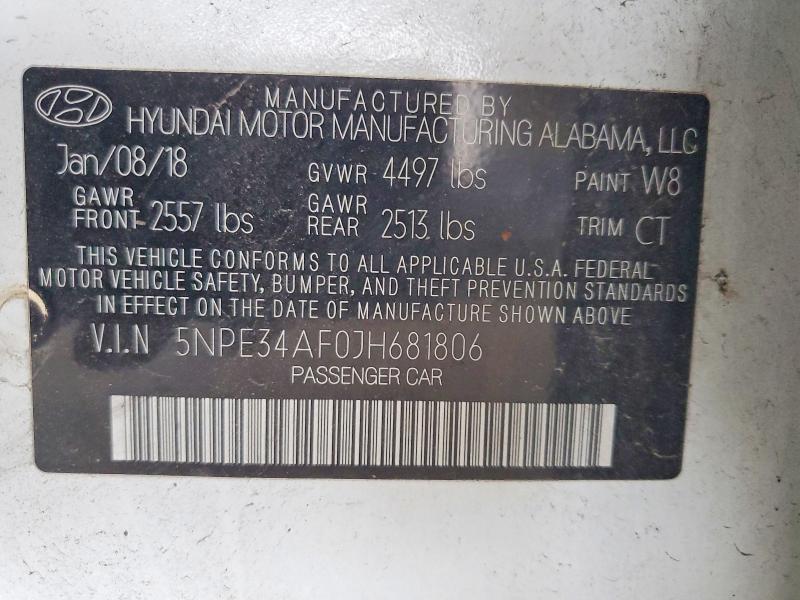 MANUFACTURED BY
HYUNDAI MOTOR MANUFACTURING ALABAMA, LLC
Jan/08/18 GVWR 4497 lbs PAINT W8
GAWR FRONT 2557 lbs GAWR REAR 2513 lbs TRIM CT
THIS VEHICLE CONFORMS TO ALL APPLICABLE U.S.A. FEDERAL
MOTOR VEHICLE SAFETY, BUMPER, AND THEFT PREVENTION STANDARDS
IN EFFECT ON THE DATE OF MANUFACTURE SHOWN ABOVE.
V.I.N 5NPE34AF0JH681806
PASSENGER CAR